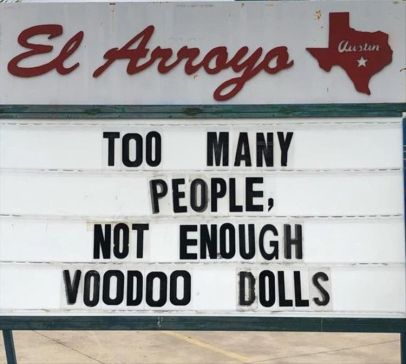 El Arroyo
Austin
TOO MANY
PEOPLE,
NOT ENOUGH
VOODOO DOLLS